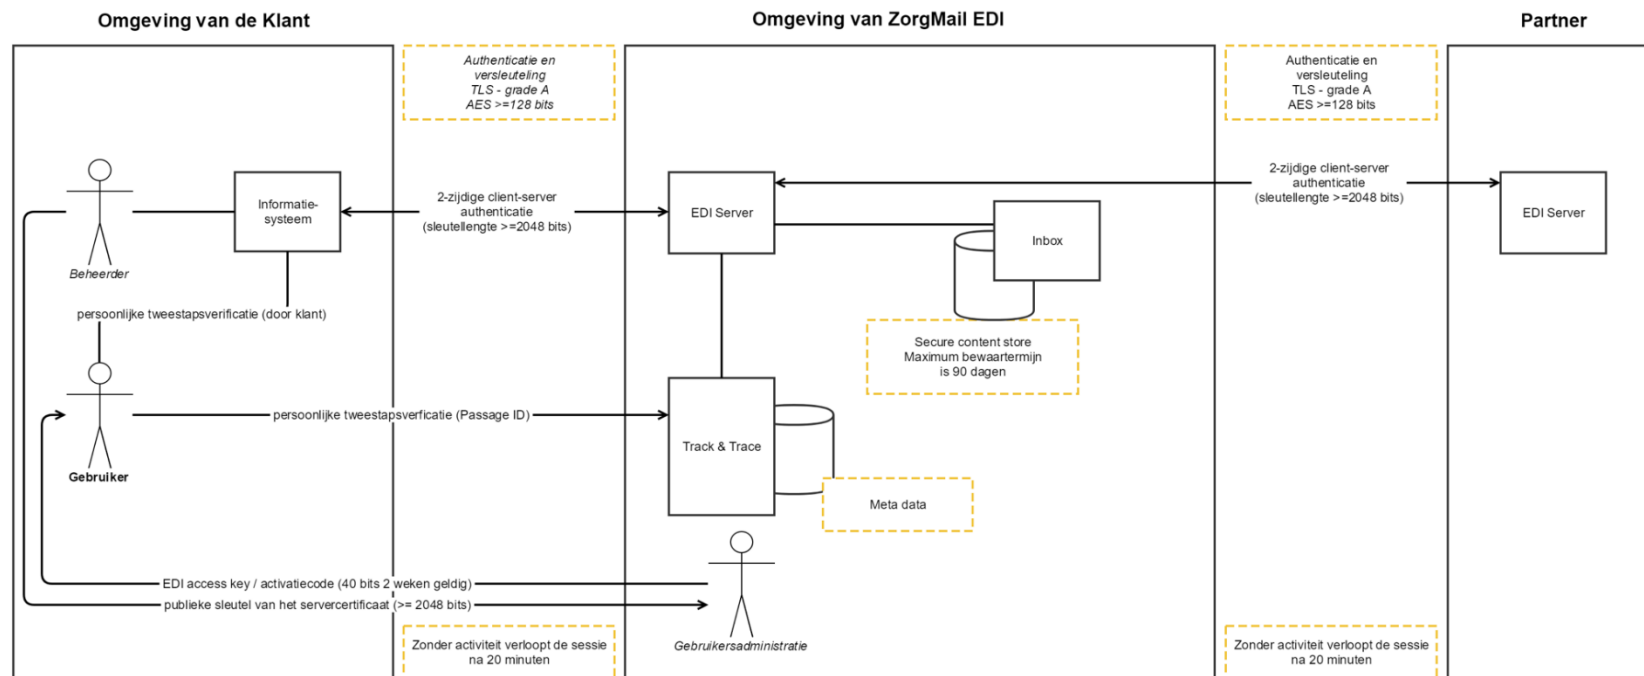 Omgeving van de Klant
Omgeving van ZorgMail EDI
Partner
Authenticatie en
versleuteling
TLS - grade A
AES >=128 bits
Authenticatie en
versleuteling
TLS - grade A
AES >=128 bits
Beheerder
Informatie-
systeem
2-zijdige client-server
authenticatie
(sleutellengte >=2048 bits)
EDI Server
Inbox
2-zijdige client-server
authenticatie
(sleutellengte >=2048 bits)
EDI Server
persoonlijke tweestapsverificatie (door klant)
Secure content store
Maximum bewaartermijn
is 90 dagen
Gebruiker
persoonlijke tweestapsverficatie (Passage ID)
Track & Trace
Meta data
EDI access key / activatiecode (40 bits 2 weken geldig)
publieke sleutel van het servercertificaat (>= 2048 bits)
Gebruikersadministratie
Zonder activiteit verloopt de sessie
na 20 minuten
Zonder activiteit verloopt de sessie
na 20 minuten